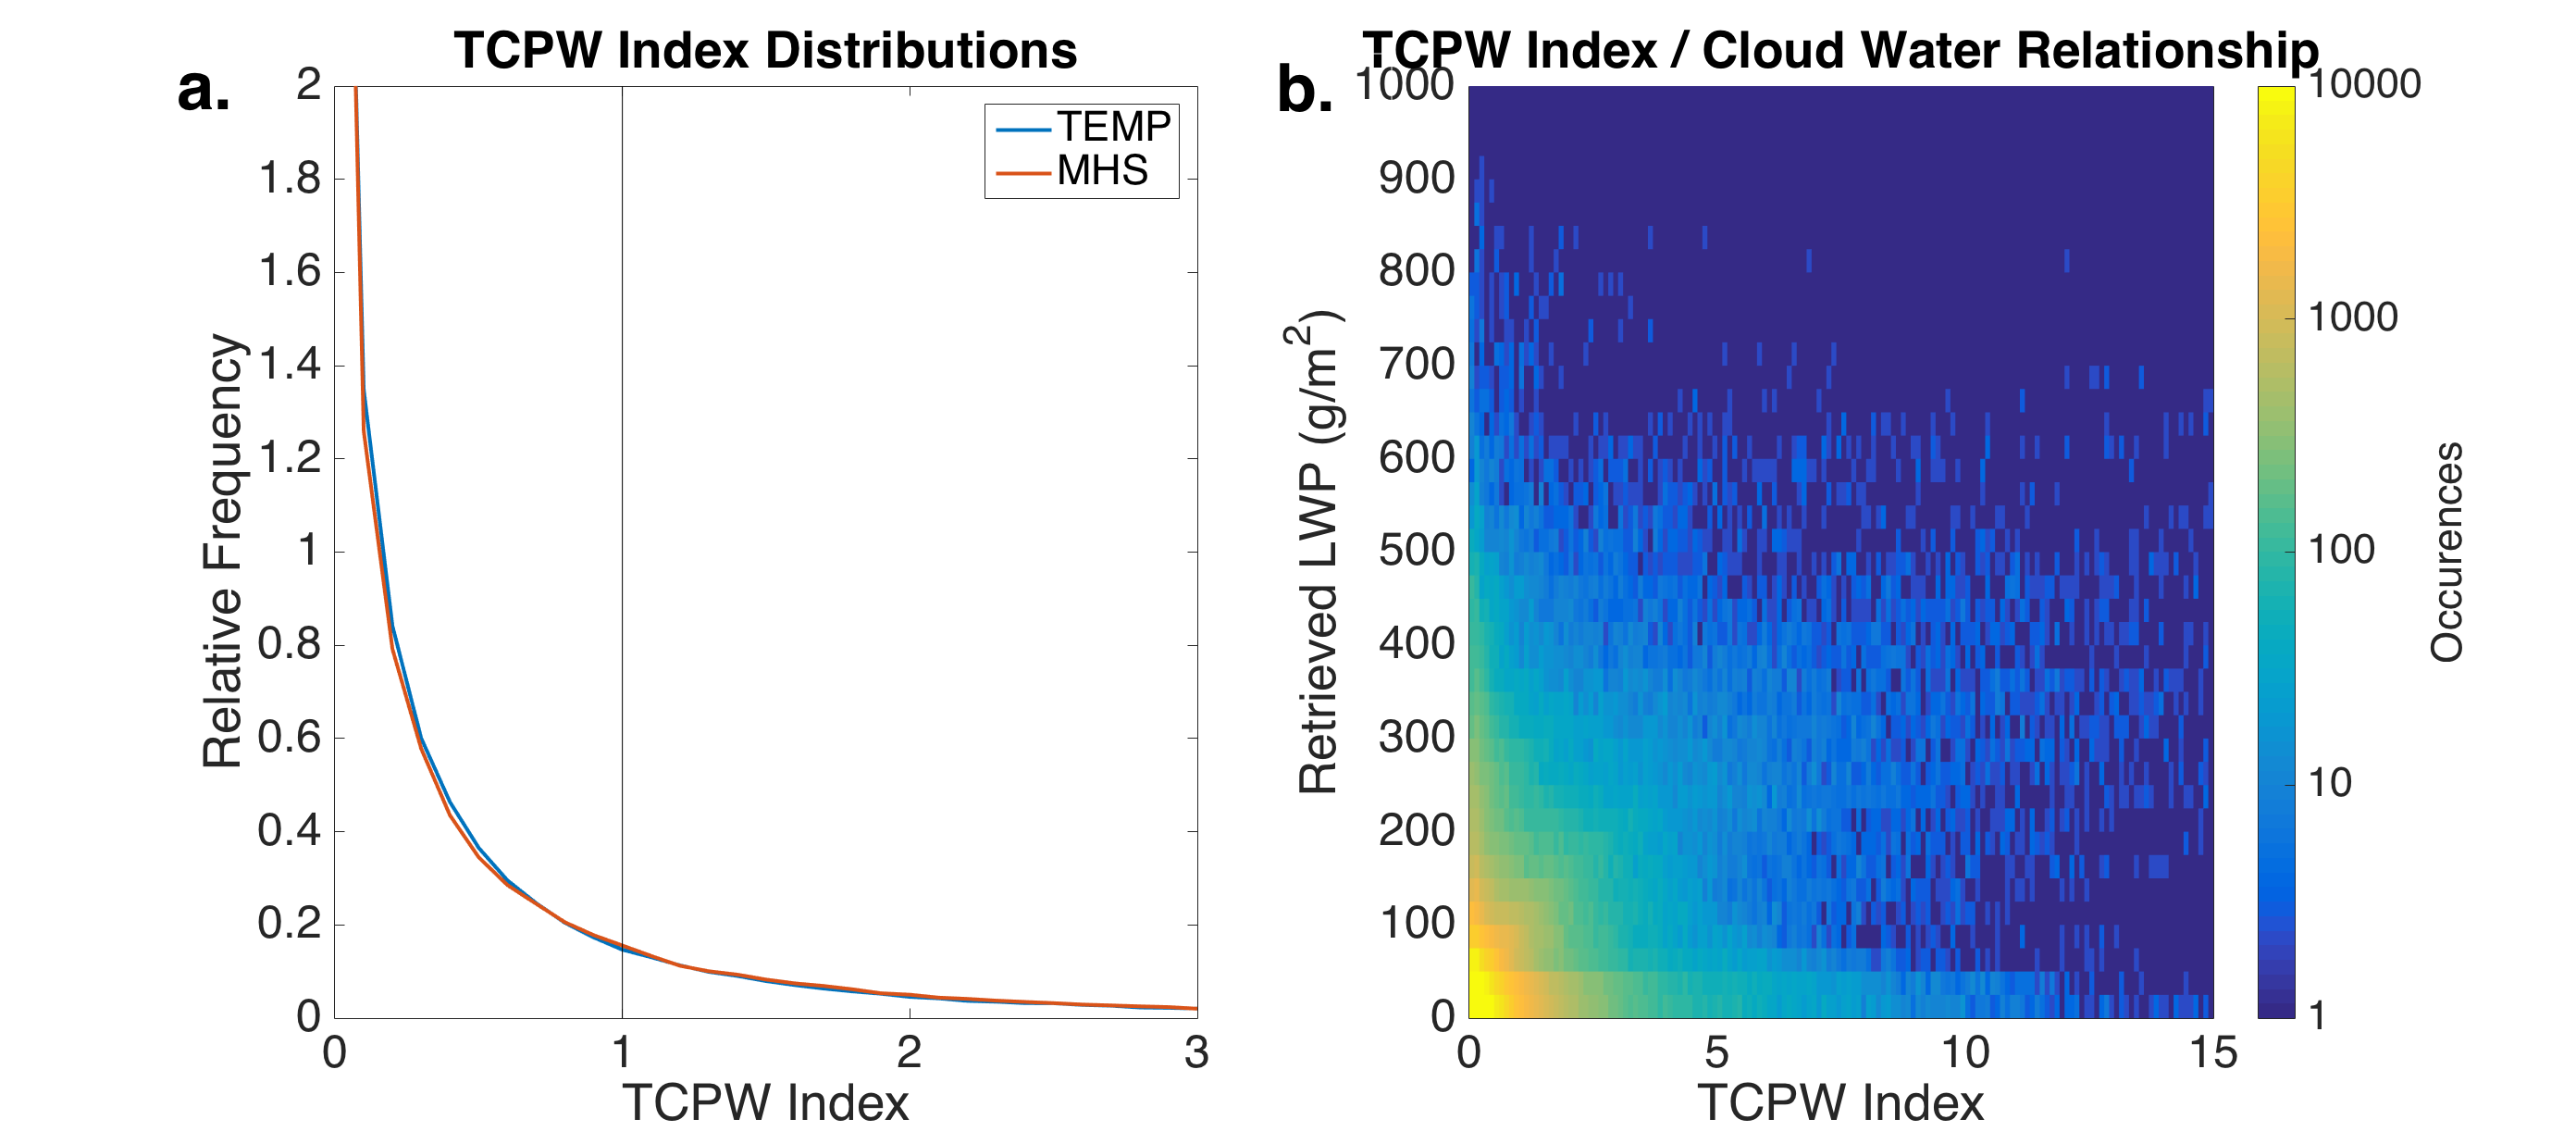 TCPW Index Distributions
a.
2
1.8
1.6
1.4
1.2
1
0.8
0.6
0.4
0.2
0
Relative Frequency
TEMP
MHS
0 1 2 3
TCPW Index
TCPW Index / Cloud Water Relationship
b.
1000
900
800
700
600
500
400
300
200
100
0
Retrieved LWP (g/m²)
0 5 10 15
TCPW Index
10000
1000
100
10
1
Occurences